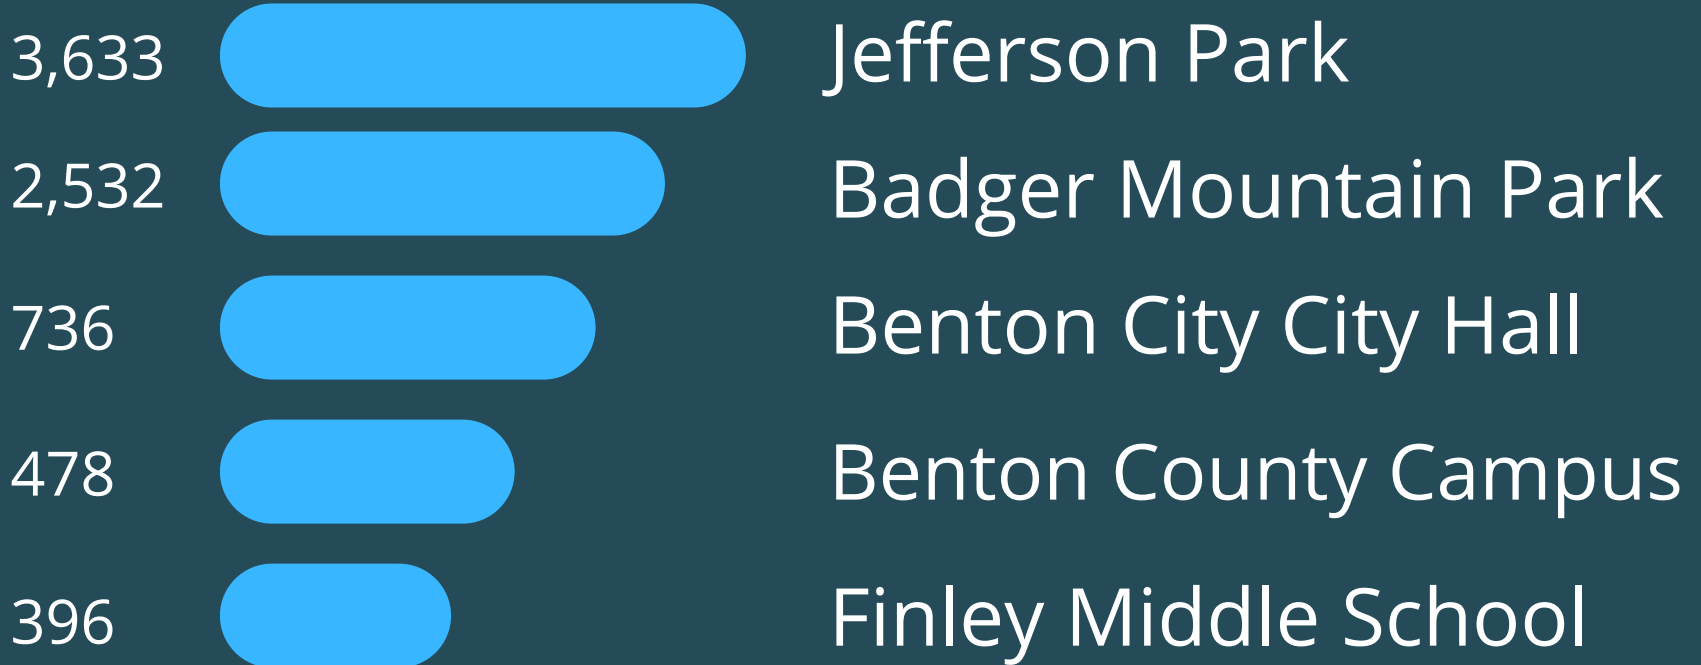 3,633 Jefferson Park
2,532 Badger Mountain Park
736 Benton City City Hall
478 Benton County Campus
396 Finley Middle School